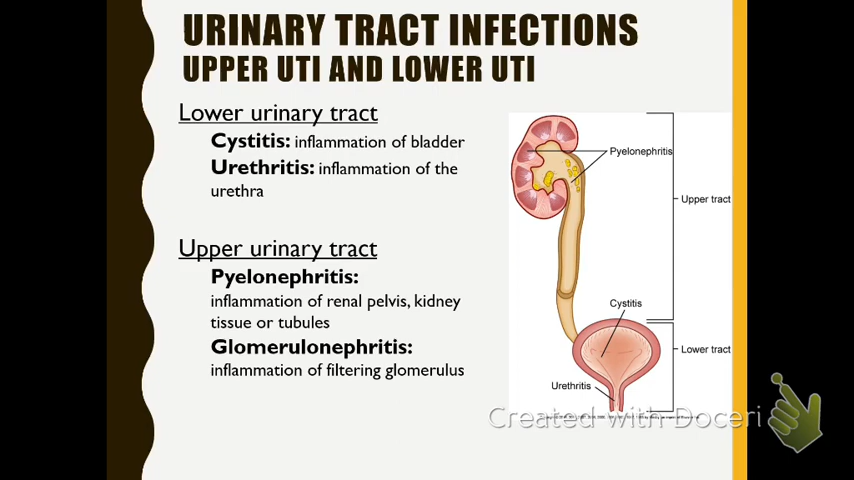 URINARY TRACT INFECTIONS
UPPER UTI AND LOWER UTI
Lower urinary tract
Cystitis: inflammation of bladder
Urethritis: inflammation of the
urethra
Upper urinary tract
Pyelonephritis:
inflammation of renal pelvis, kidney
tissue or tubules
Glomerulonephritis:
inflammation of filtering glomerulus
Pyelonephritis
Upper tract
Cystitis
Lower tract
Urethritis
Created with Doceri